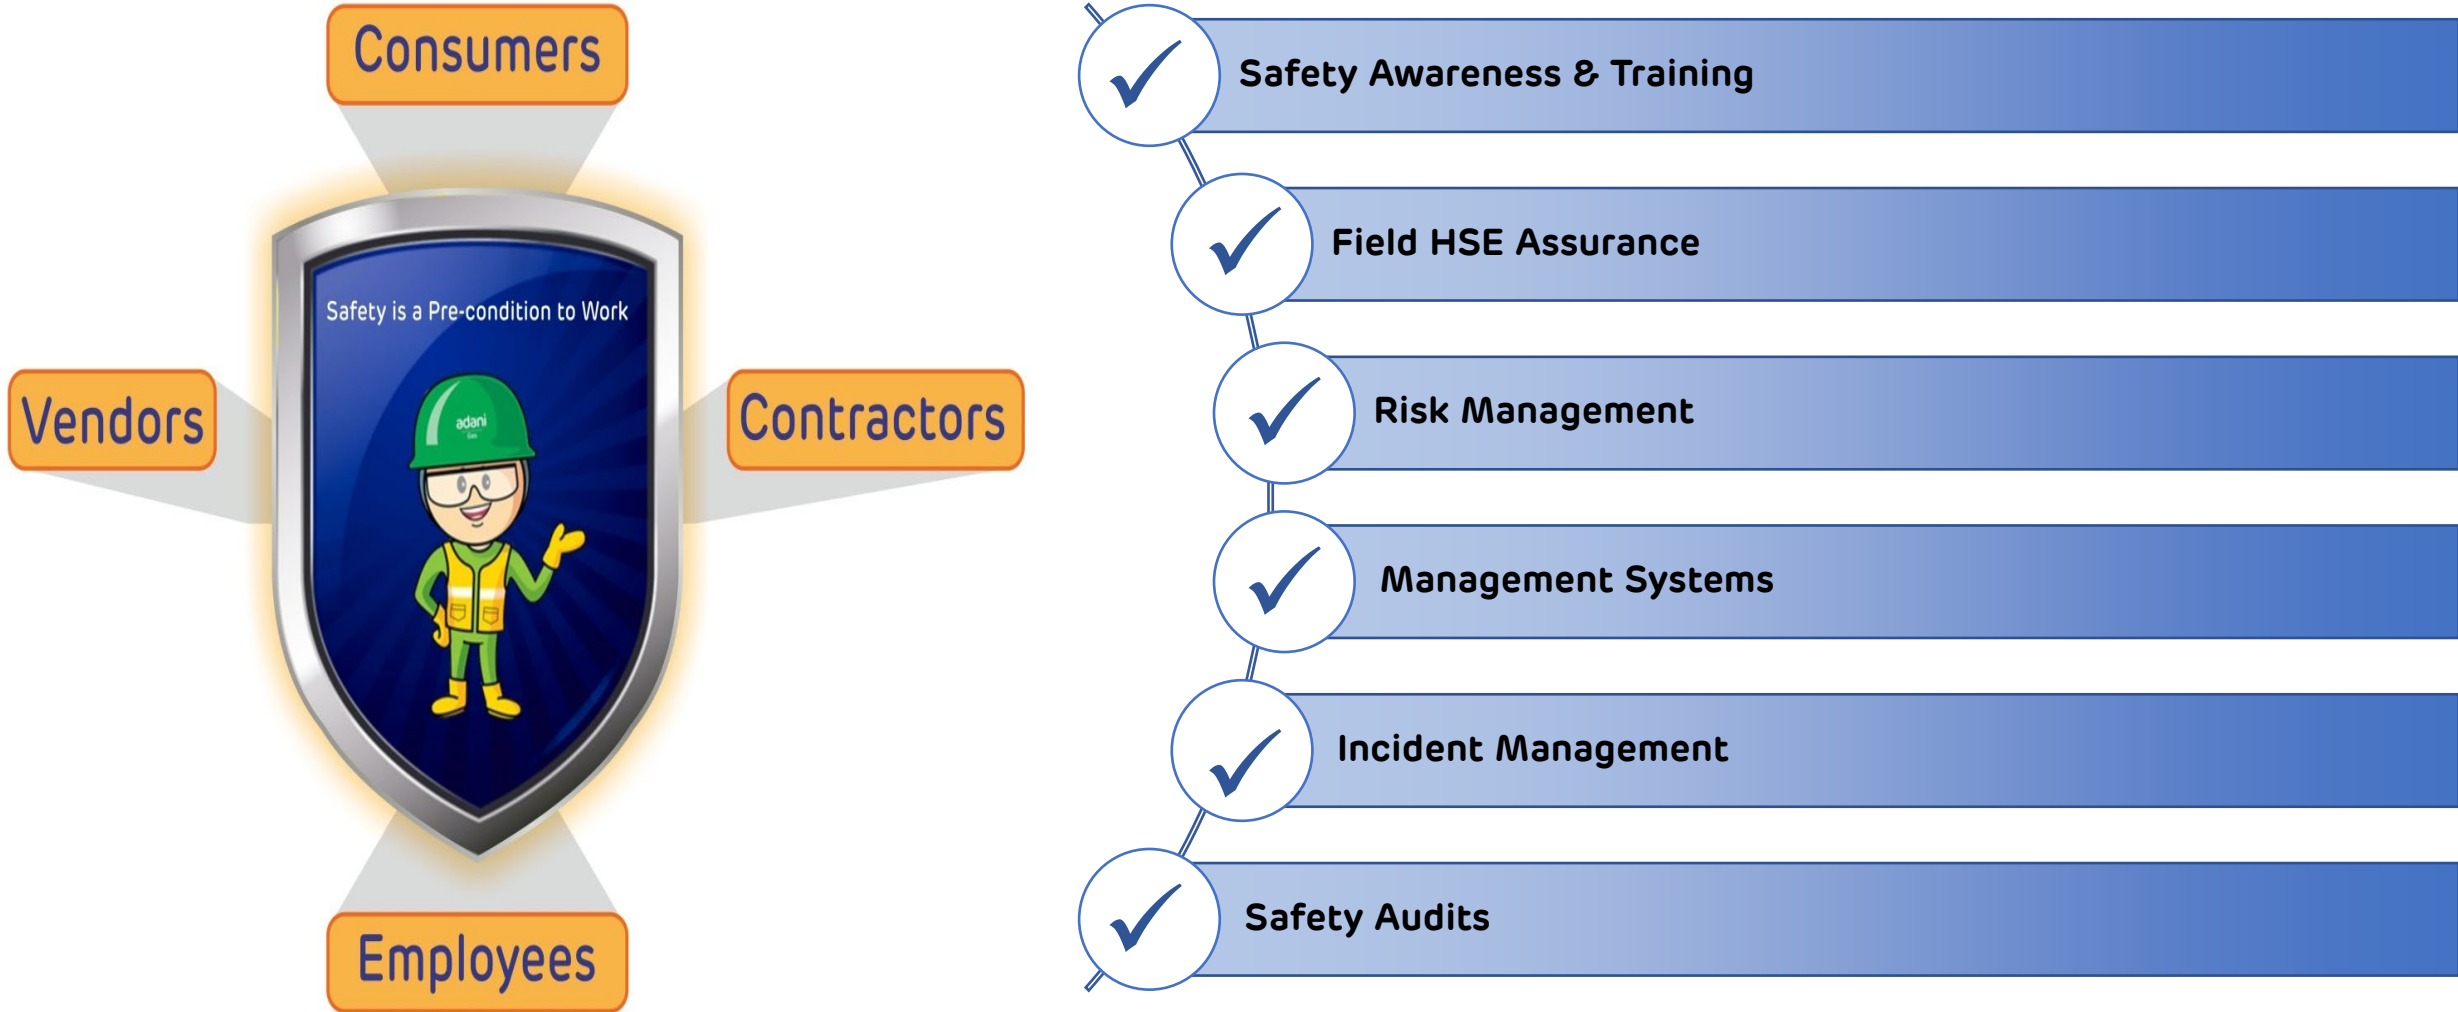 Consumers
Safety is a Pre-condition to Work
Vendors
adani
Gas
Contractors
Employees
Safety Awareness & Training
Field HSE Assurance
Risk Management
Management Systems
Incident Management
Safety Audits